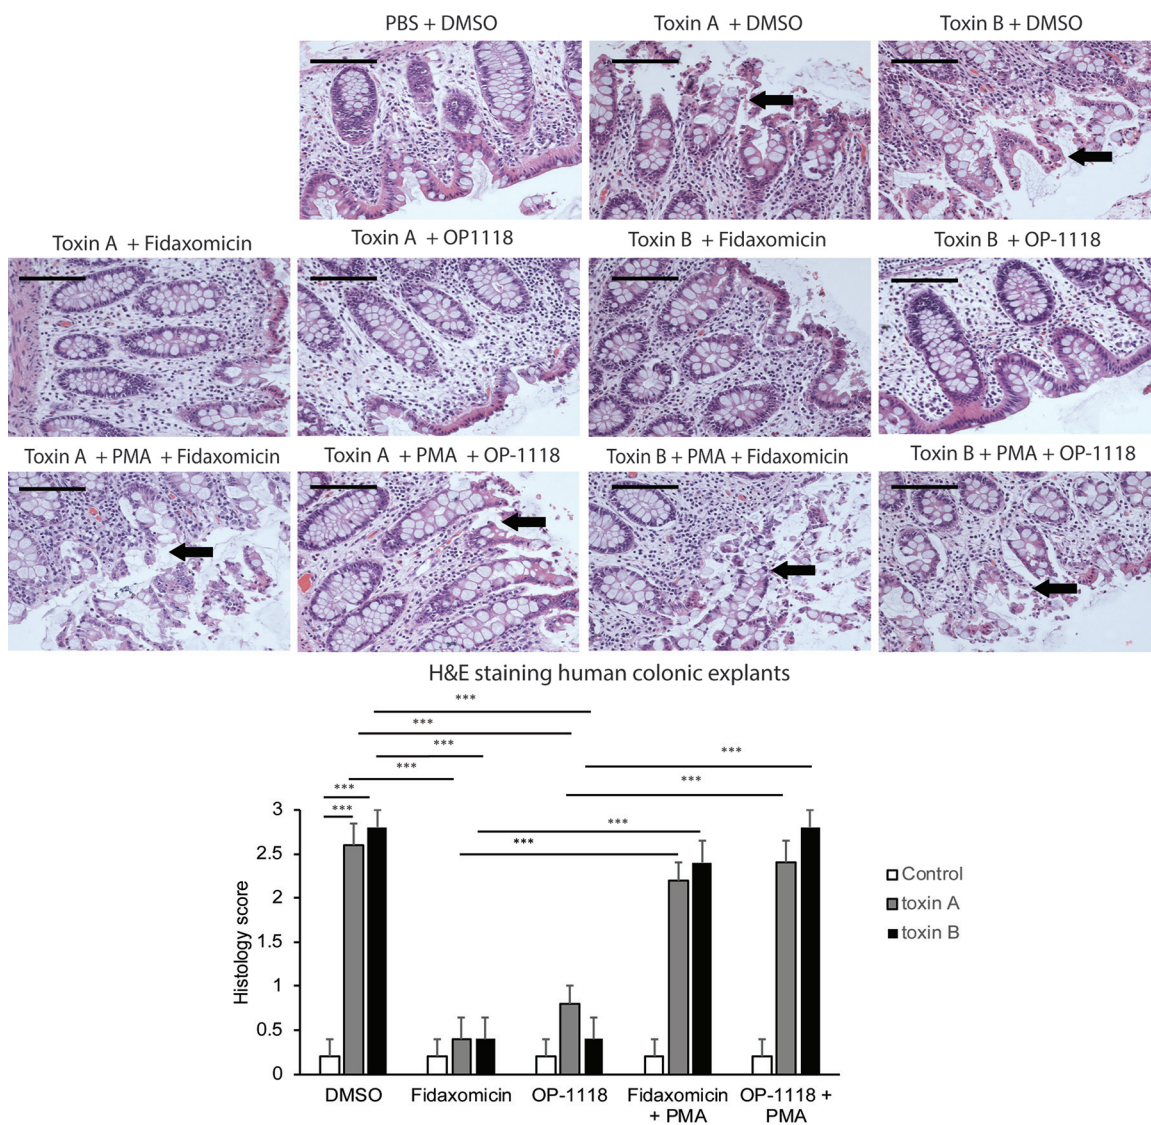 PBS + DMSO
Toxin A + DMSO
Toxin B + DMSO
Toxin A + Fidaxomicin
Toxin A + OP1118
Toxin B + Fidaxomicin
Toxin B + OP-1118
Toxin A + PMA + Fidaxomicin
Toxin A + PMA + OP-1118
Toxin B + PMA + Fidaxomicin
Toxin B + PMA + OP-1118
H&E staining human colonic explants
***
***
***
***
***
***
***
***
***
***
3
2.5
2
1.5
1
0.5
0
Histology score
Control
toxin A
toxin B
DMSO
Fidaxomicin
OP-1118
Fidaxomicin
+ PMA
OP-1118 +
PMA